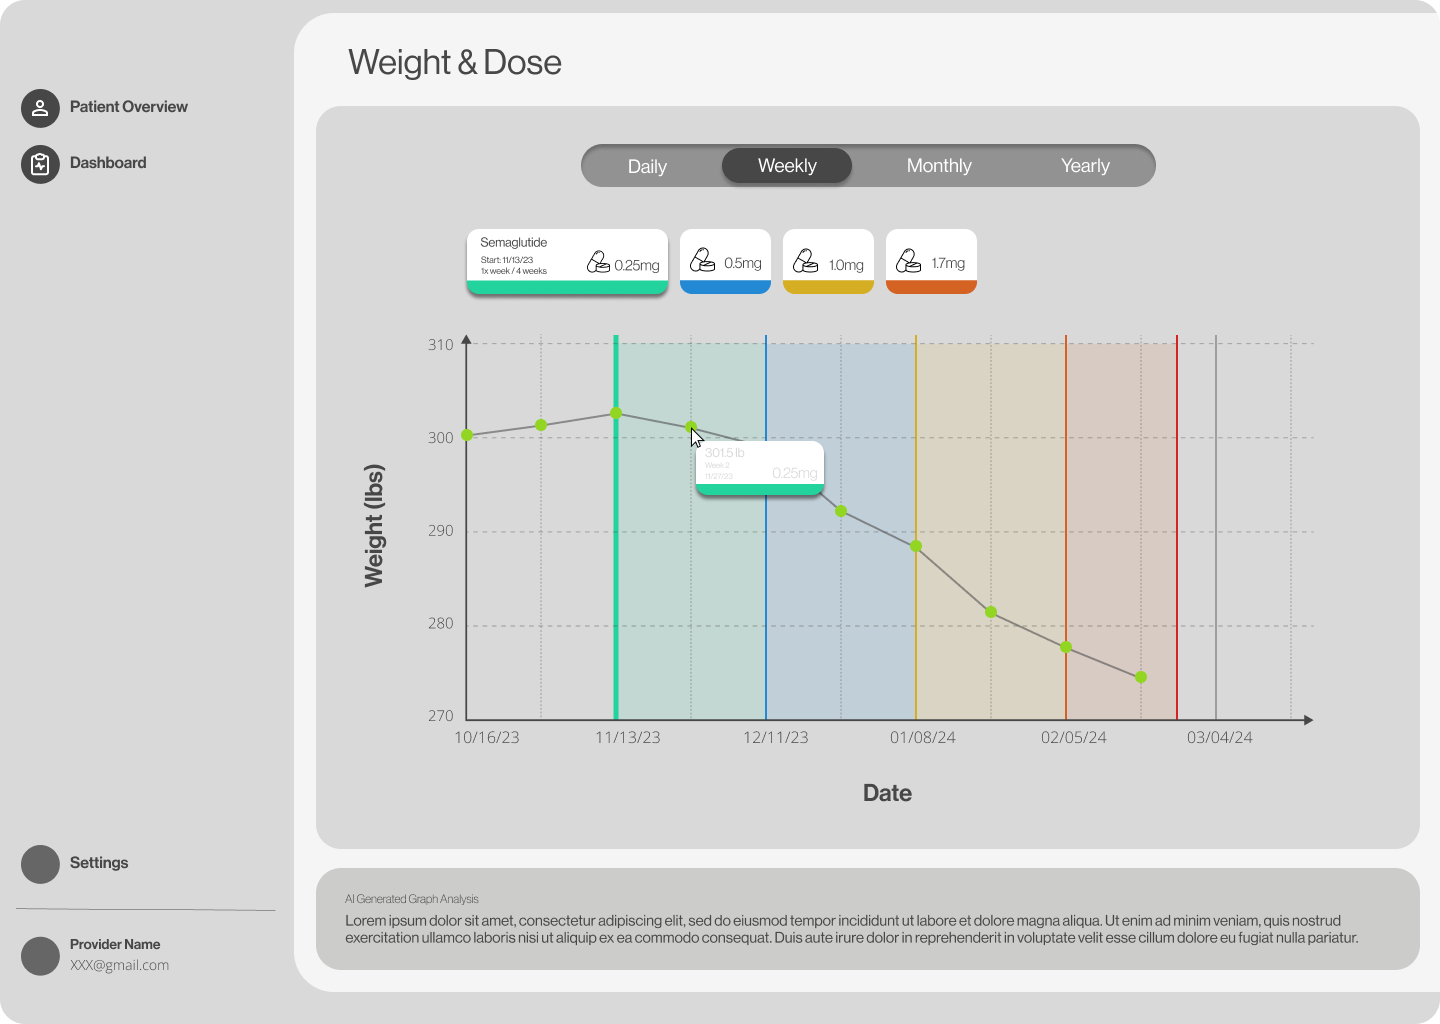 Weight & Dose
Patient Overview
Dashboard
Daily
Weekly
Monthly
Yearly
Semaglutide
Start: 11/13/23
1x week / 4 weeks
0.25mg
0.5mg
1.0mg
1.7mg
310
300
290
280
270
Weight (lbs)
301.5 lb
Week 2
11/27/23
0.25mg
10/16/23
11/13/23
12/11/23
01/08/24
02/05/24
03/04/24
Date
Settings
Provider Name
XXX@gmail.com
AI Generated Graph Analysis
Lorem ipsum dolor sit amet, consectetur adipiscing elit, sed do eiusmod tempor incididunt ut labore et dolore magna aliqua. Ut enim ad minim veniam, quis nostrud
exercitation ullamco laboris nisi ut aliquip ex ea commodo consequat. Duis aute irure dolor in reprehenderit in voluptate velit esse cillum dolore eu fugiat nulla pariatur.